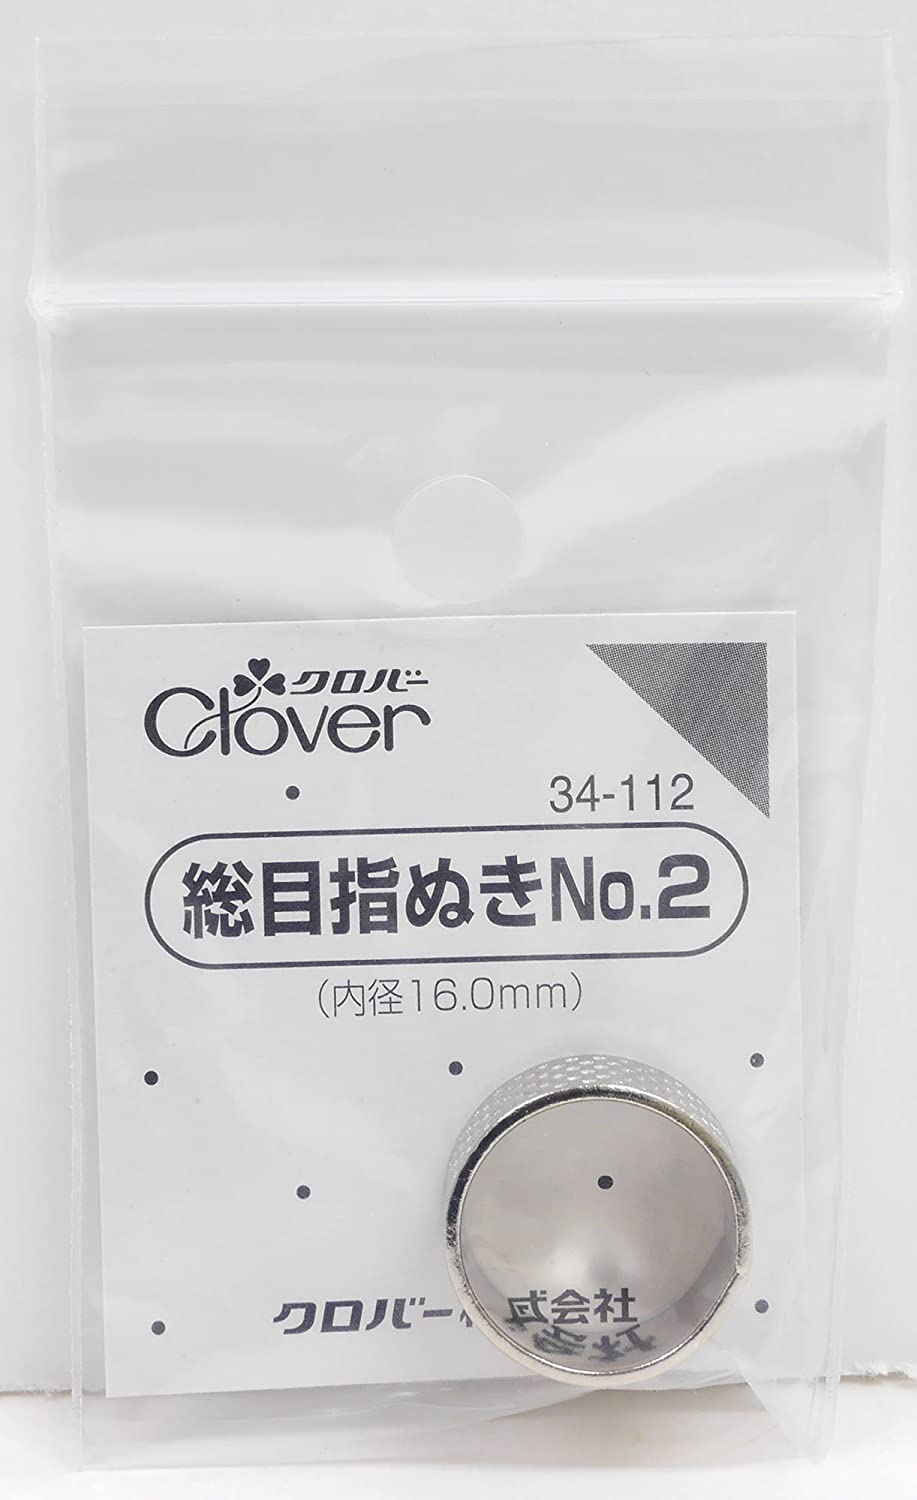 クロバー
Clover
34-112
総目指ぬきNo.2
(内径16.0mm)
クロバー株式会社